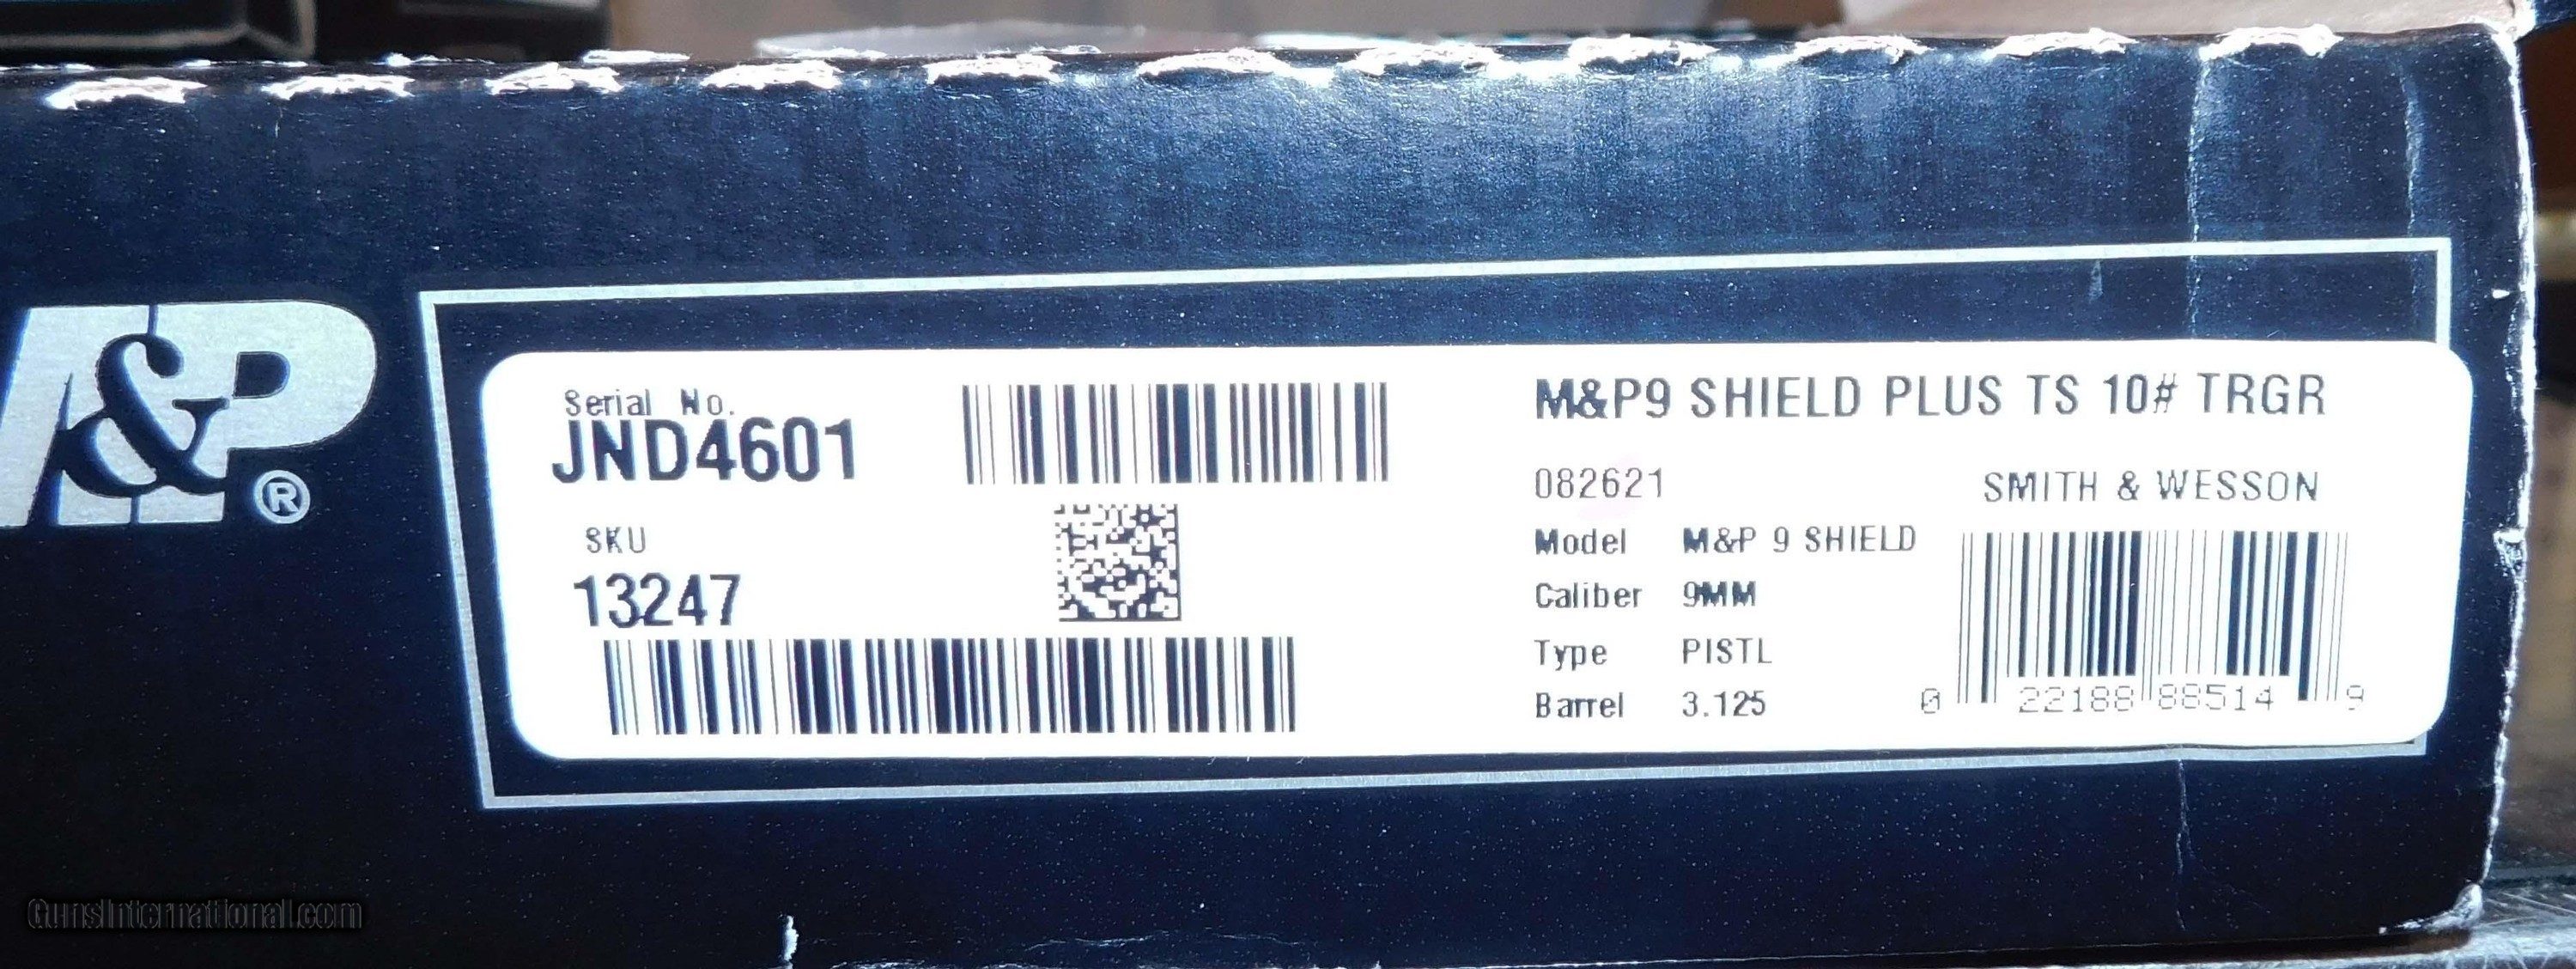 M&P®
Serial No.
JND4601
SKU
13247
M&P9 SHIELD PLUS TS 10# TRGR
082621
SMITH & WESSON
Model M&P 9 SHIELD
Caliber 9MM
Type PISTL
Barrel 3.125
0 22188 88514 9
GunsInternational.com